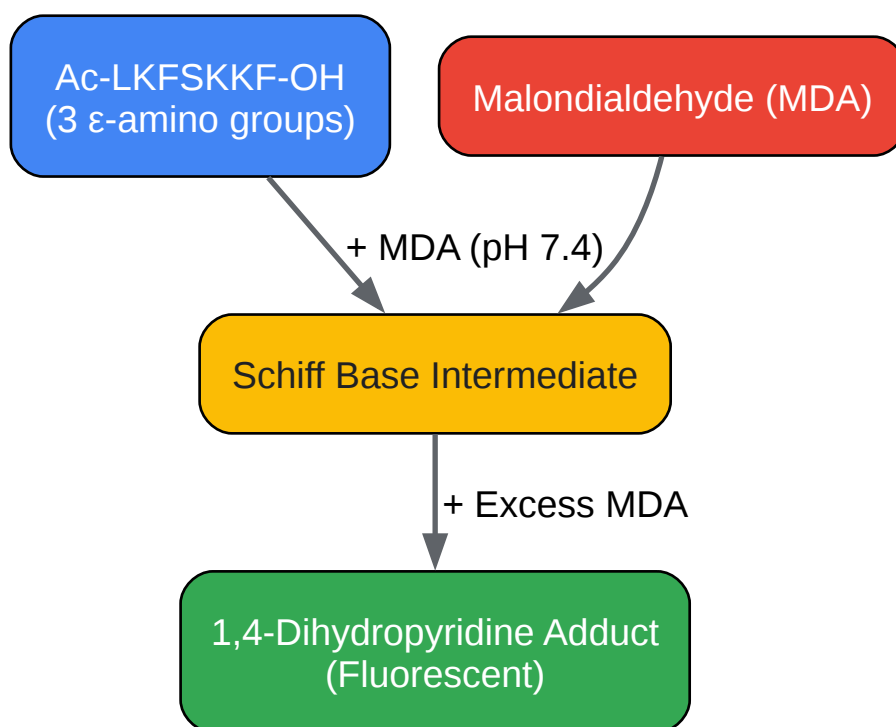 Ac-LKFSKKF-OH
(3 ε-amino groups)
Malondialdehyde (MDA)
+ MDA (pH 7.4)
Schiff Base Intermediate
+ Excess MDA
1,4-Dihydropyridine Adduct
(Fluorescent)